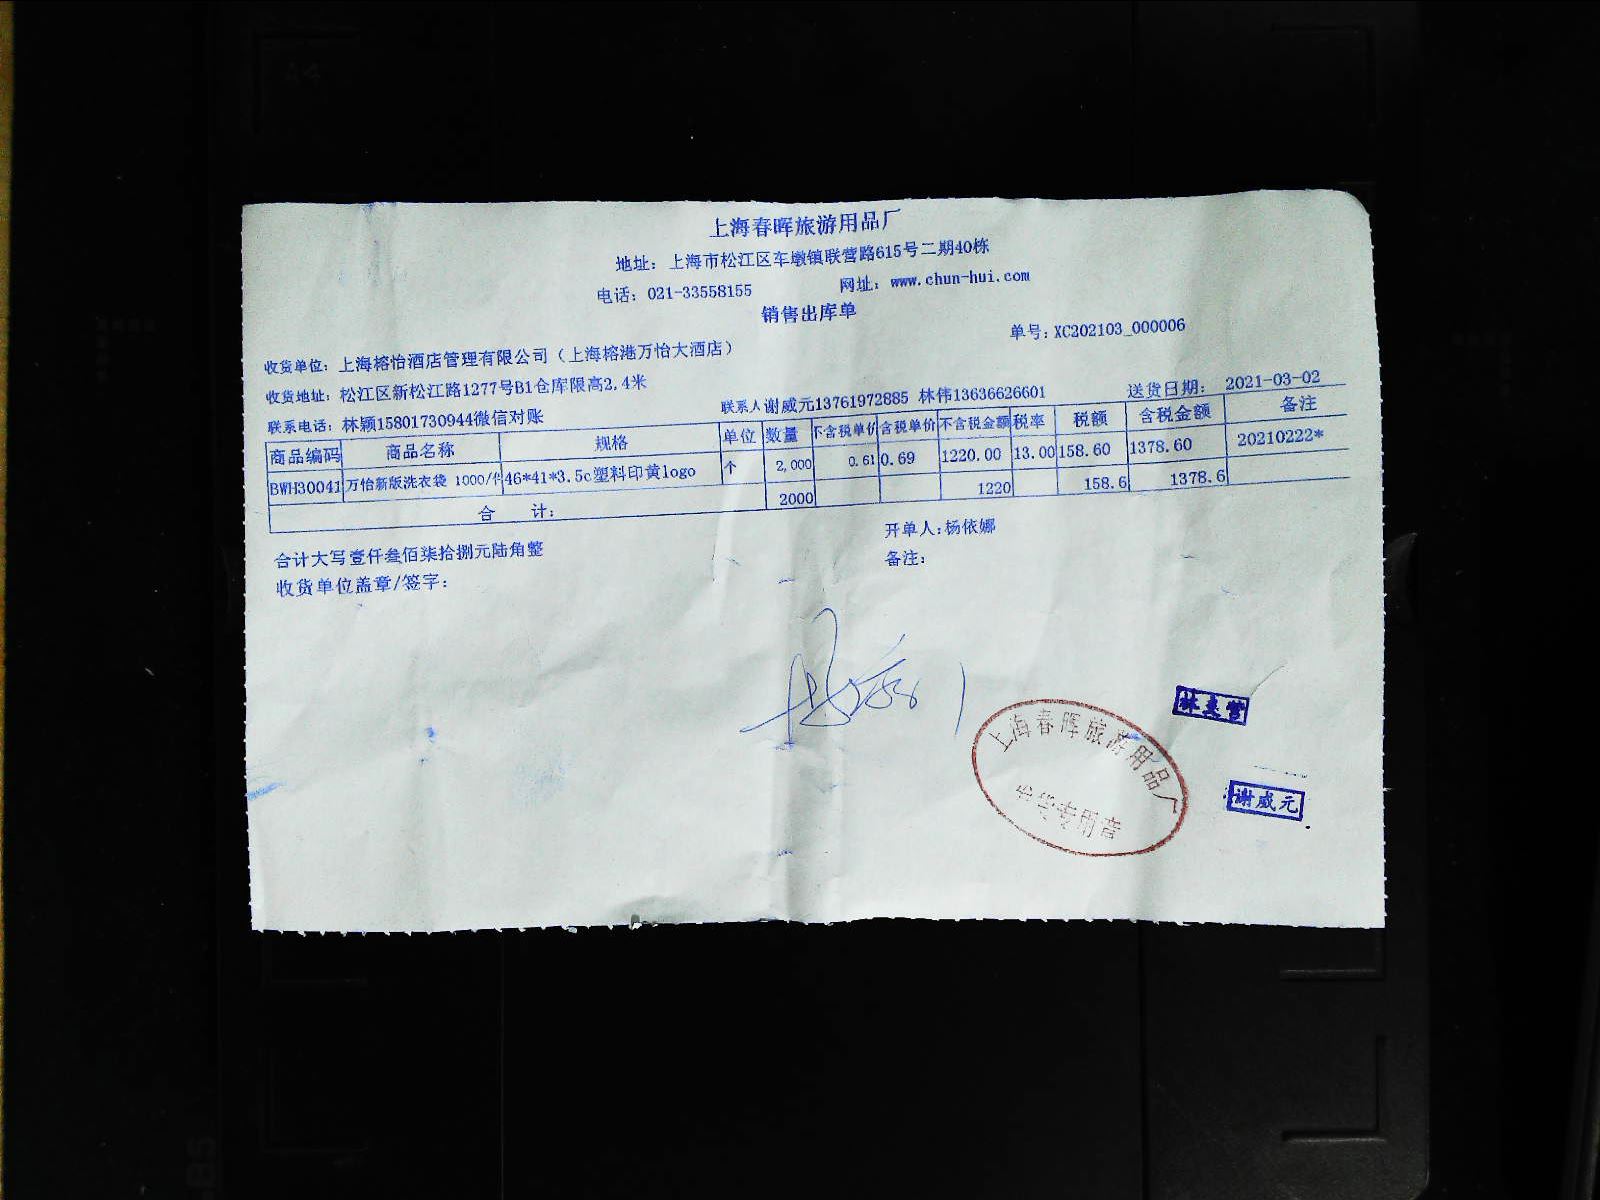 上海春晖旅游用品厂
地址：上海市松江区车墩镇联营路615号二期40栋
电话：021-33558155 网址：www.chun-hui.com
销售出库单
单号：XC202103_000006
收货单位：上海榕怡酒店管理有限公司（上海榕港万怡大酒店）
收货地址：松江区新松江路1277号B1仓库限高2.4米
联系电话：林颖15801730944微信对账 联系人谢威元13761972885 林伟13636626601 送货日期：2021-03-02
商品编码 商品名称 规格 单位 数量 不含税单价 含税单价 不含税金额 税率 税额 含税金额 备注
BWH30041 万怡新版洗衣袋 1000/件 46*41*3.5c塑料印黄logo 个 2,000 0.61 0.69 1220.00 13.00 158.60 1378.60 20210222*
合 计： 2000 1220 158.6 1378.6
合计大写壹仟叁佰柒拾捌元陆角整 开单人：杨依娜
收货单位盖章/签字： 备注：
上海春晖旅游用品厂
发货专用章
谢威元